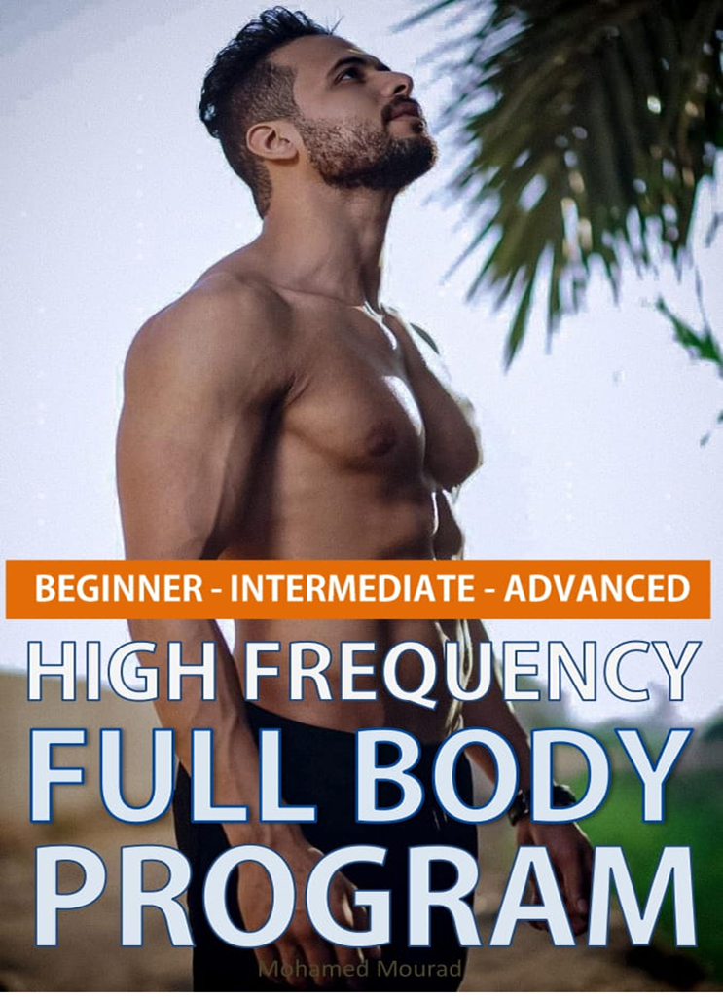 BEGINNER - INTERMEDIATE - ADVANCED
HIGH FREQUENCY
FULL BODY
PROGRAM
Mohamed Mourad